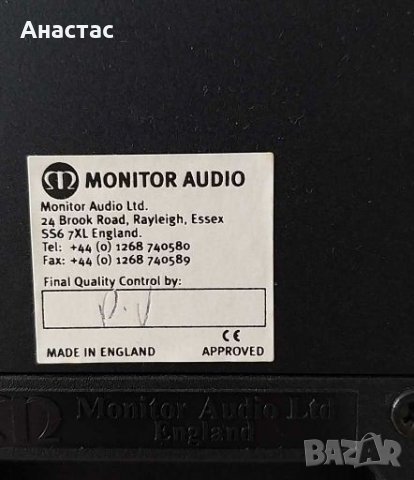 Анастас
MONITOR AUDIO
Monitor Audio Ltd.
24 Brook Road, Rayleigh, Essex
SS6 7XL England.
Tel: +44 (0) 1268 740580
Fax: +44 (0) 1268 740589
Final Quality Control by:
CE
MADE IN ENGLAND APPROVED
Monitor Audio Ltd
England
BAZAR